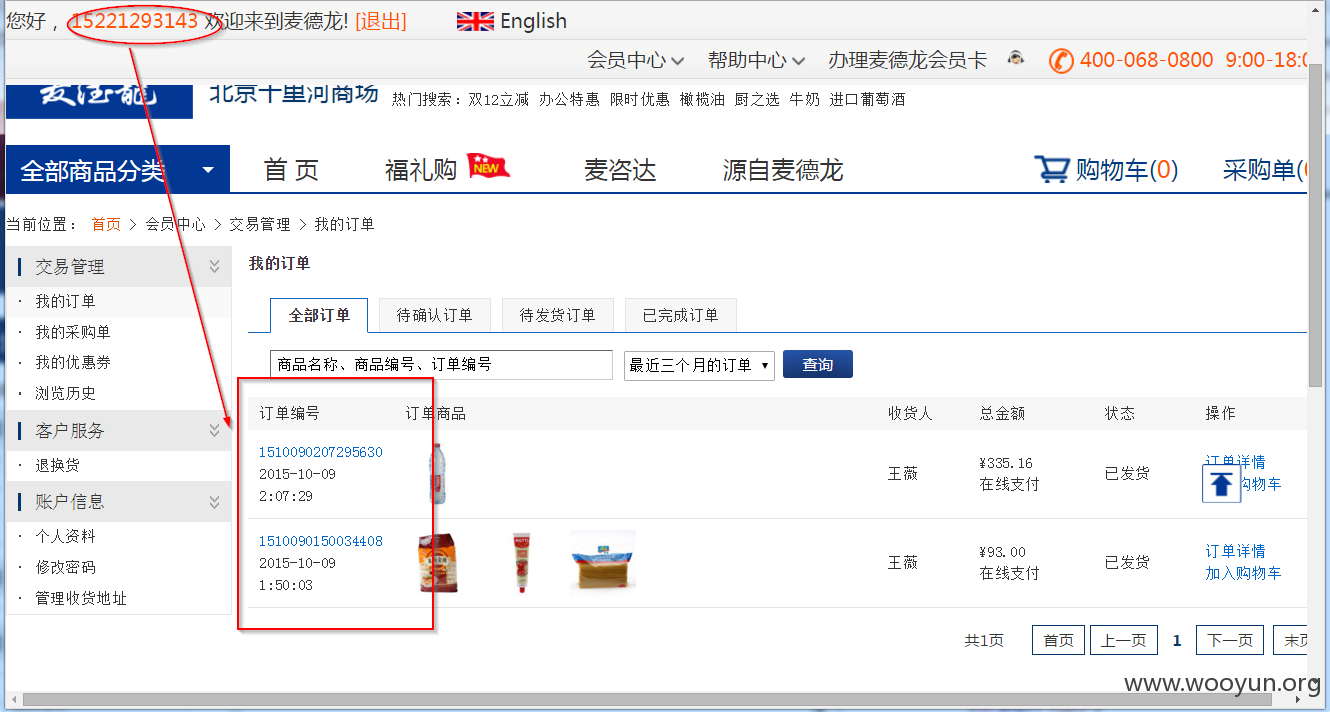 您好， 15221293143 欢迎来到麦德龙! [退出] English
会员中心 帮助中心 办理麦德龙会员卡 400-068-0800 9:00-18:0
麦德龍 北京十里河商场 热门搜索：双12立减 办公特惠 限时优惠 橄榄油 厨之选 牛奶 进口葡萄酒
全部商品分类 首 页 福礼购 NEW 麦咨达 源自麦德龙 购物车(0) 采购单(
当前位置： 首页 > 会员中心 > 交易管理 > 我的订单
交易管理
· 我的订单
· 我的采购单
· 我的优惠券
· 浏览历史
客户服务
· 退换货
账户信息
· 个人资料
· 修改密码
· 管理收货地址
我的订单
全部订单 待确认订单 待发货订单 已完成订单
商品名称、商品编号、订单编号 最近三个月的订单 查询
订单编号 订单商品 收货人 总金额 状态 操作
1510090207295630
2015-10-09
2:07:29
王薇
¥335.16
在线支付
已发货
订单详情
购物车
1510090150034408
2015-10-09
1:50:03
王薇
¥93.00
在线支付
已发货
订单详情
加入购物车
共1页 首页 上一页 1 下一页 末页
www.wooyun.org